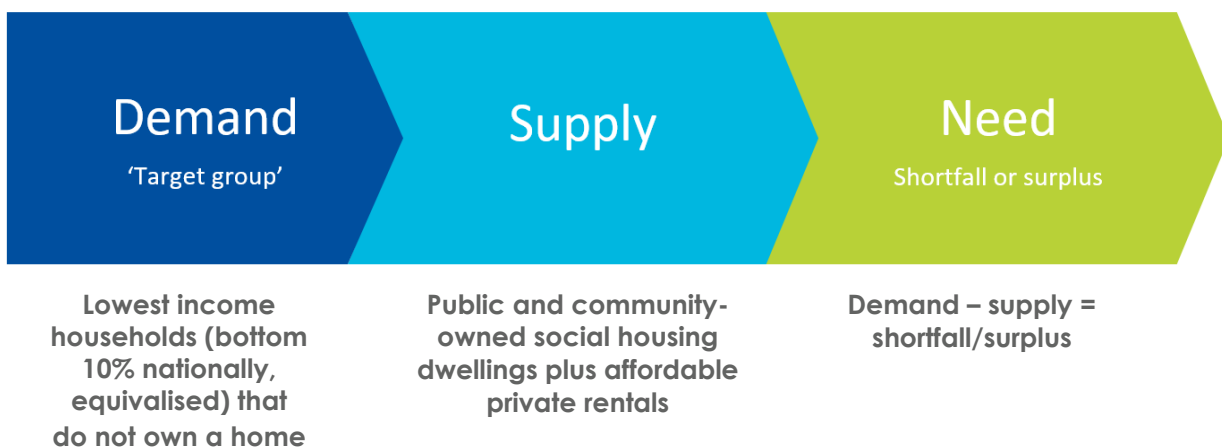 Demand
‘Target group’
Supply
Need
Shortfall or surplus
Lowest income
households (bottom
10% nationally,
equivalised) that
do not own a home
Public and community-
owned social housing
dwellings plus affordable
private rentals
Demand – supply =
shortfall/surplus